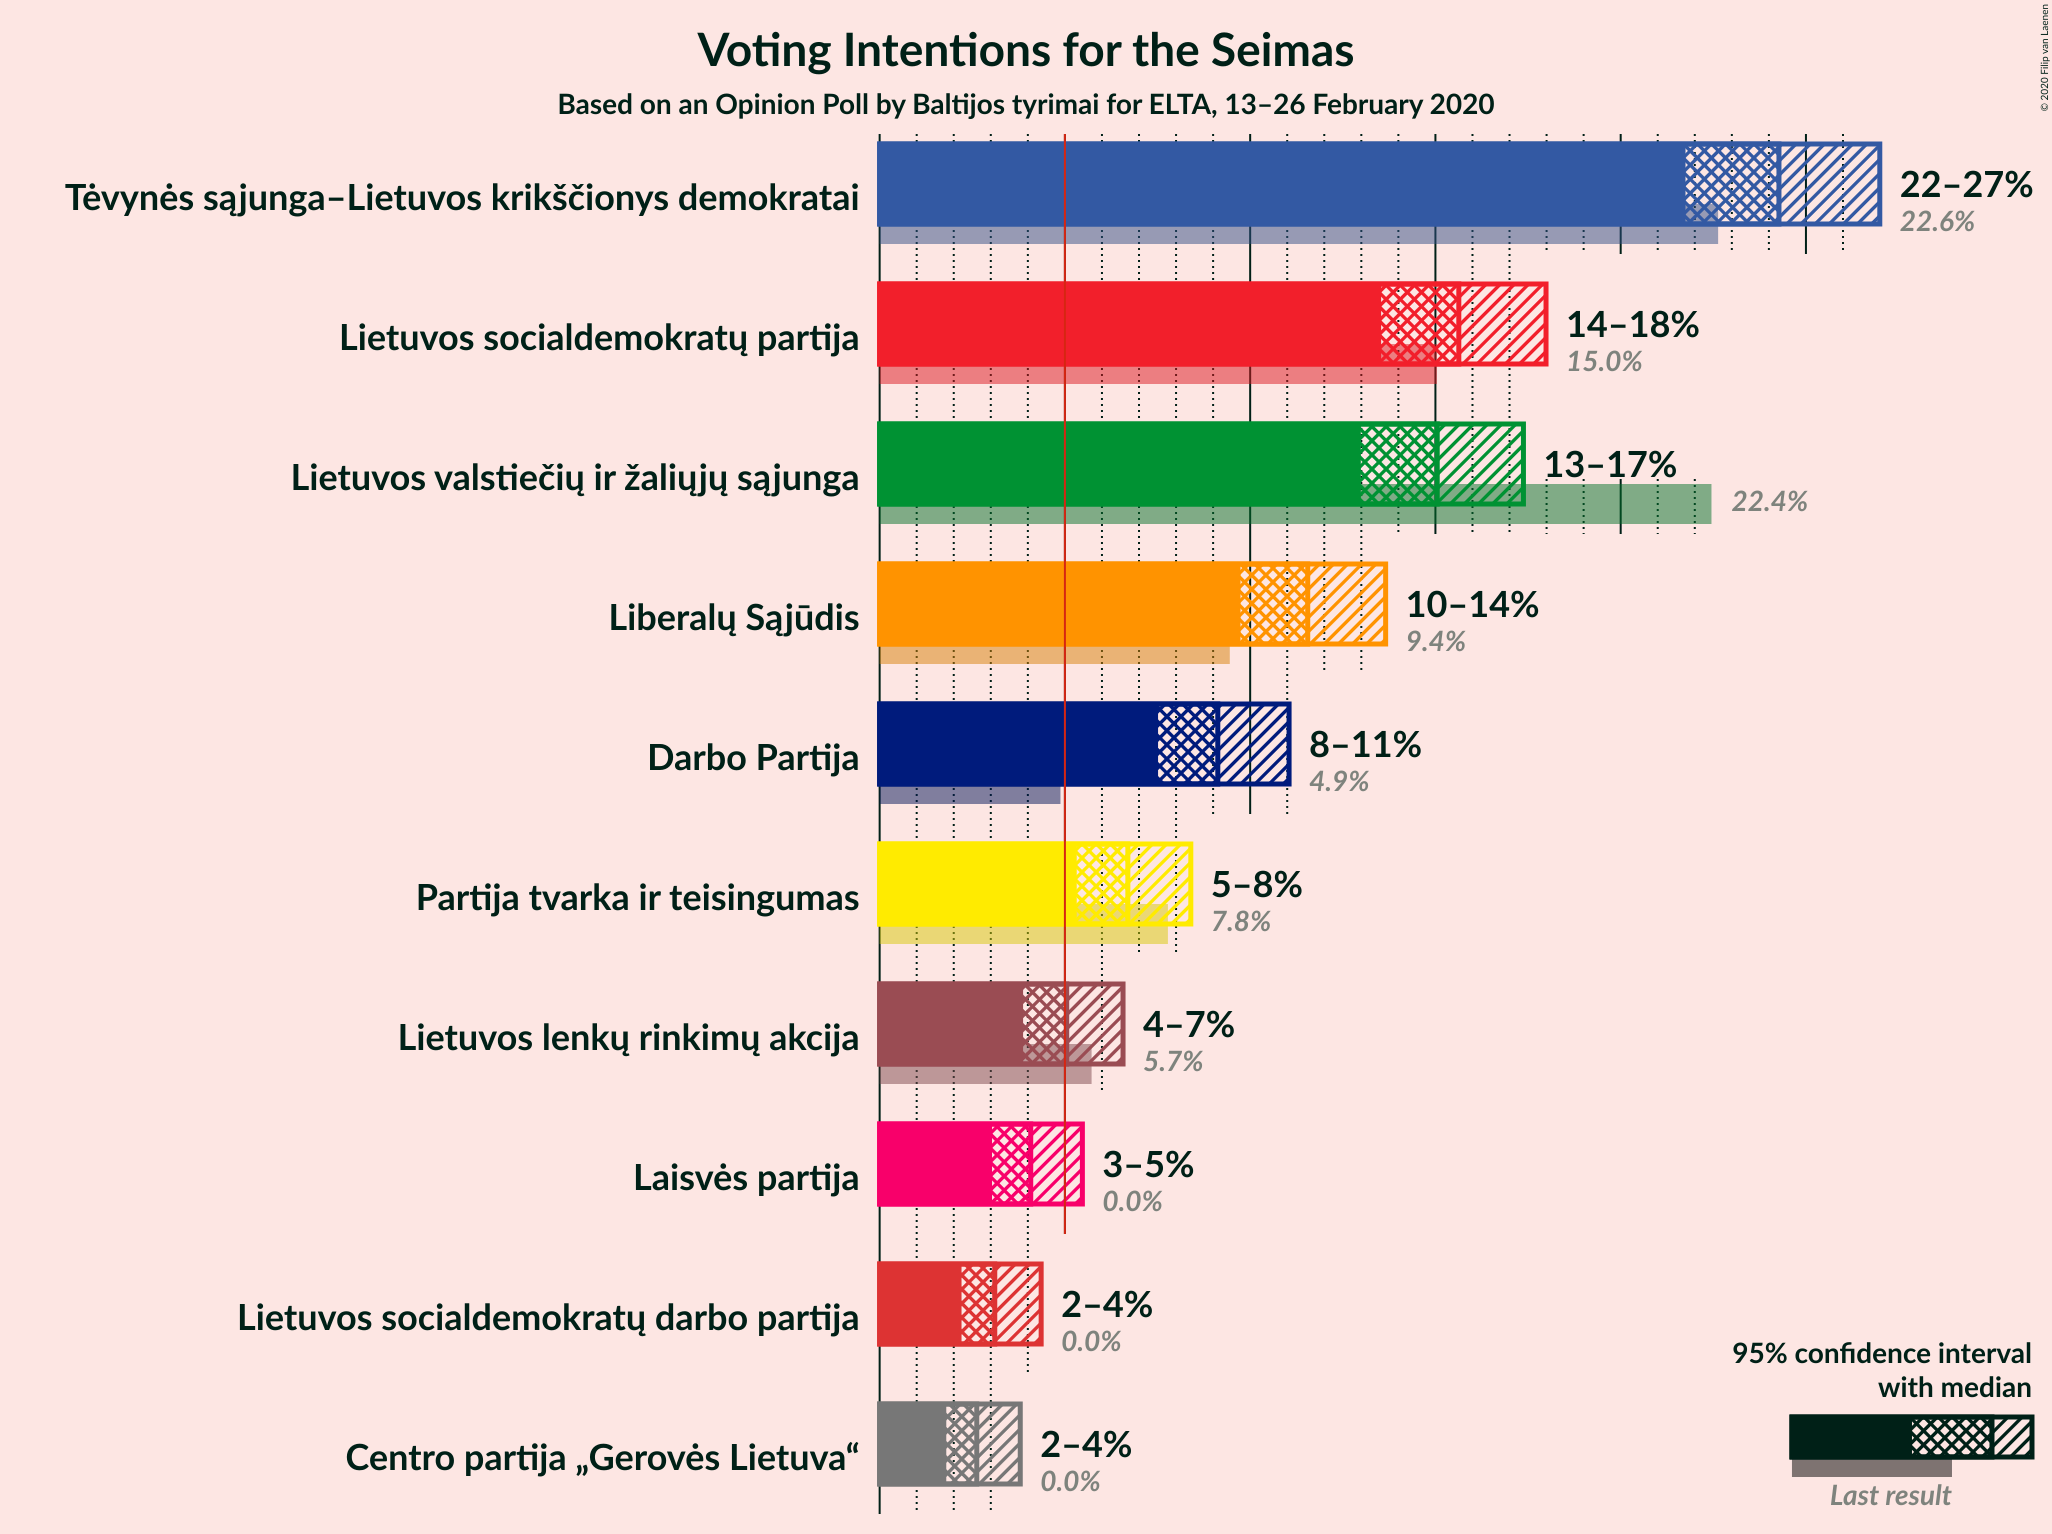 Voting Intentions for the Seimas
Based on an Opinion Poll by Baltijos tyrimai for ELTA, 13–26 February 2020
© 2020 Filip van Laenen
Tėvynės sąjunga–Lietuvos krikščionys demokratai
22–27%
22.6%
Lietuvos socialdemokratų partija
14–18%
15.0%
Lietuvos valstiečių ir žaliųjų sąjunga
13–17%
22.4%
Liberalų Sąjūdis
10–14%
9.4%
Darbo Partija
8–11%
4.9%
Partija tvarka ir teisingumas
5–8%
7.8%
Lietuvos lenkų rinkimų akcija
4–7%
5.7%
Laisvės partija
3–5%
0.0%
Lietuvos socialdemokratų darbo partija
2–4%
0.0%
Centro partija „Gerovės Lietuva“
2–4%
0.0%
95% confidence interval
with median
Last result